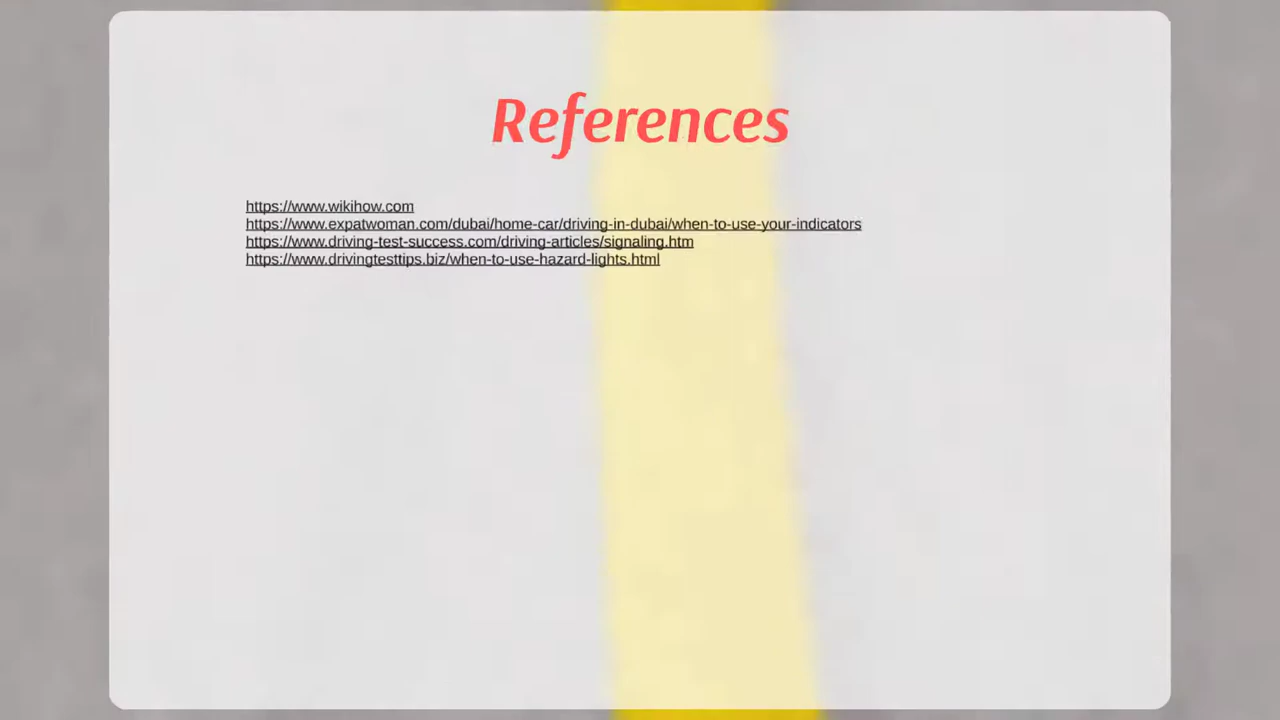 References
https://www.wikihow.com
https://www.expatwoman.com/dubai/home-car/driving-in-dubai/when-to-use-your-indicators
https://www.driving-test-success.com/driving-articles/signaling.htm
https://www.drivingtesttips.biz/when-to-use-hazard-lights.html